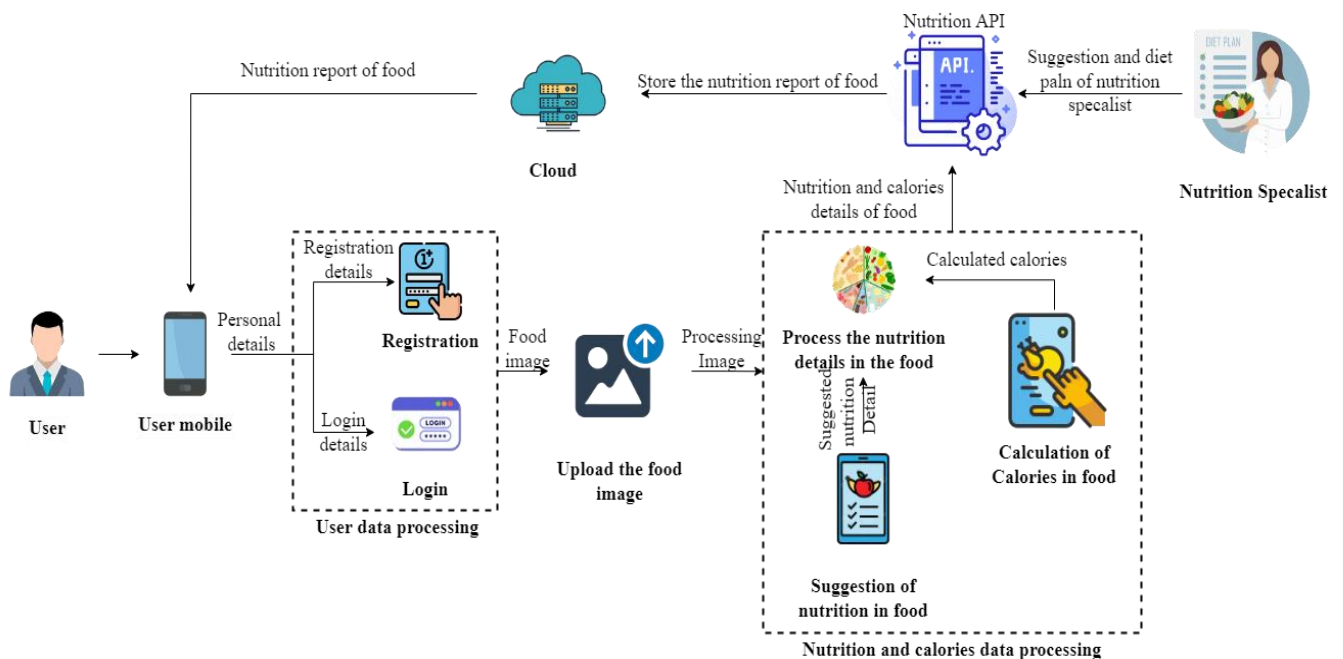 Nutrition API
DIET PLAN
API.
Nutrition report of food
Store the nutrition report of food
Suggestion and diet
paln of nutrition
specalist
Cloud
Nutrition Specalist
Nutrition and calories
details of food
Registration
details
Calculated calories
Personal
details
Registration
Food
image
Processing
Image
Process the nutrition
details in the food
User
User mobile
Login
details
LOGIN
Login
User data processing
Upload the food
image
Suggested
nutrition
Detail
Calculation of
Calories in food
Suggestion of
nutrition in food
Nutrition and calories data processing